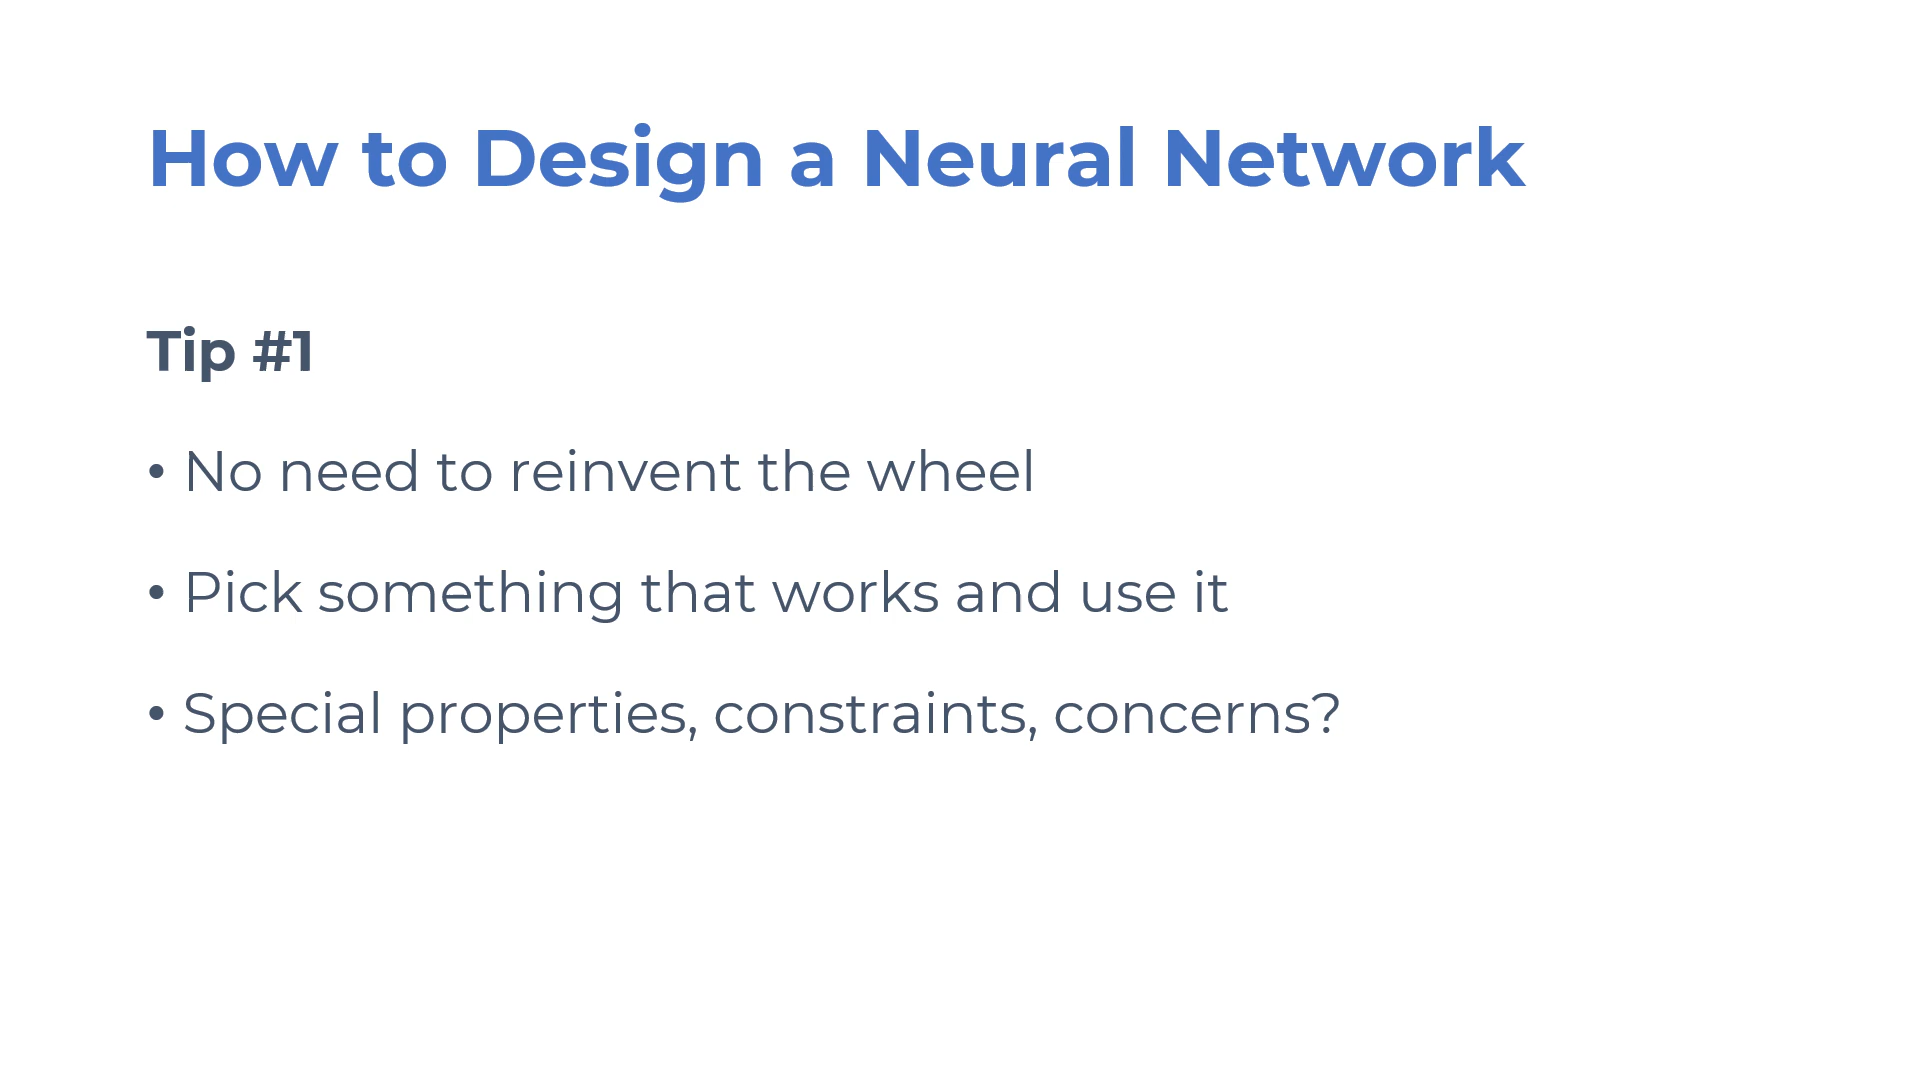 How to Design a Neural Network
Tip #1
• No need to reinvent the wheel
• Pick something that works and use it
• Special properties, constraints, concerns?